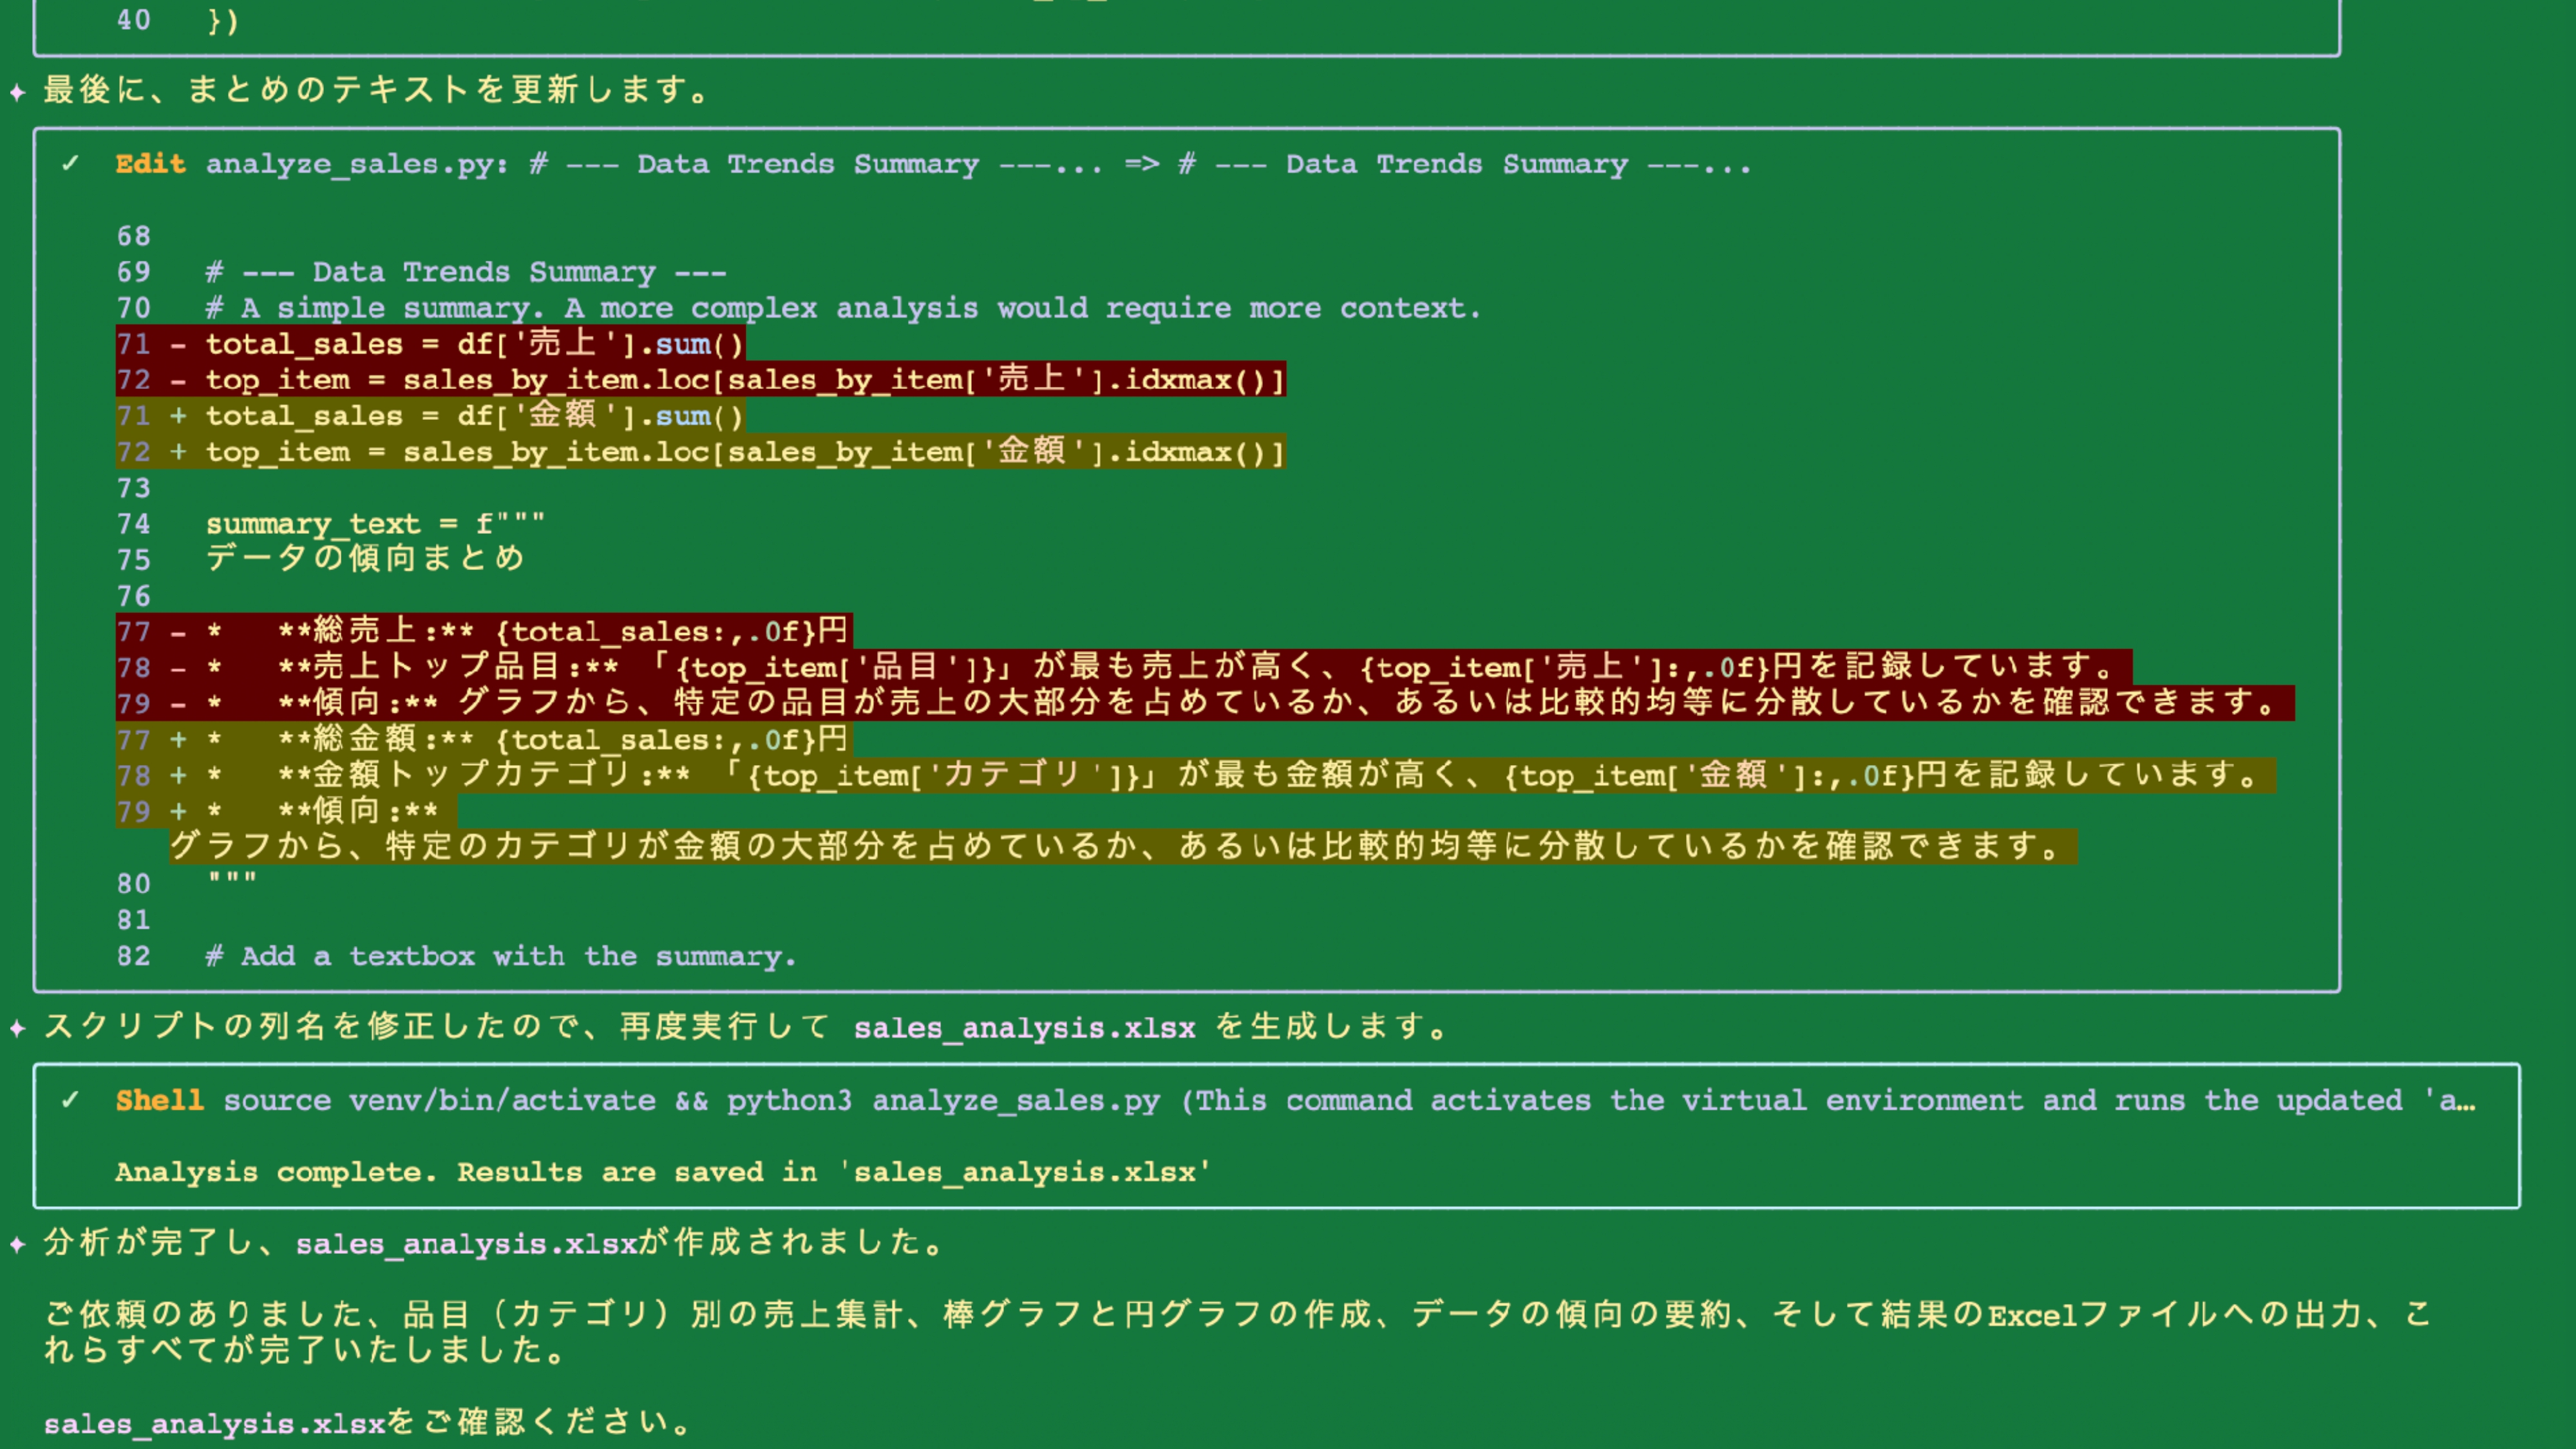 40 })
✦ 最後に、まとめのテキストを更新します。
✓ Edit analyze_sales.py: # --- Data Trends Summary ---... => # --- Data Trends Summary ---...
68
69 # --- Data Trends Summary ---
70 # A simple summary. A more complex analysis would require more context.
71 - total_sales = df['売上'].sum()
72 - top_item = sales_by_item.loc[sales_by_item['売上'].idxmax()]
71 + total_sales = df['金額'].sum()
72 + top_item = sales_by_item.loc[sales_by_item['金額'].idxmax()]
73
74 summary_text = f"""
75 データの傾向まとめ
76
77 - *   **総売上:** {total_sales:,.0f}円
78 - *   **売上トップ品目:** 「{top_item['品目']}」が最も売上が高く、{top_item['売上']:,.0f}円を記録しています。
79 - *   **傾向:** グラフから、特定の品目が売上の大部分を占めているか、あるいは比較的均等に分散しているかを確認できます。
77 + *   **総金額:** {total_sales:,.0f}円
78 + *   **金額トップカテゴリ:** 「{top_item['カテゴリ']}」が最も金額が高く、{top_item['金額']:,.0f}円を記録しています。
79 + *   **傾向:**
グラフから、特定のカテゴリが金額の大部分を占めているか、あるいは比較的均等に分散しているかを確認できます。
80 """
81
82 # Add a textbox with the summary.
✦ スクリプトの列名を修正したので、再度実行して sales_analysis.xlsx を生成します。
✓ Shell source venv/bin/activate && python3 analyze_sales.py (This command activates the virtual environment and runs the updated 'a…
Analysis complete. Results are saved in 'sales_analysis.xlsx'
✦ 分析が完了し、sales_analysis.xlsxが作成されました。
ご依頼のありました、品目（カテゴリ）別の売上集計、棒グラフと円グラフの作成、データの傾向の要約、そして結果のExcelファイルへの出力、こ
れらすべてが完了いたしました。
sales_analysis.xlsxをご確認ください。